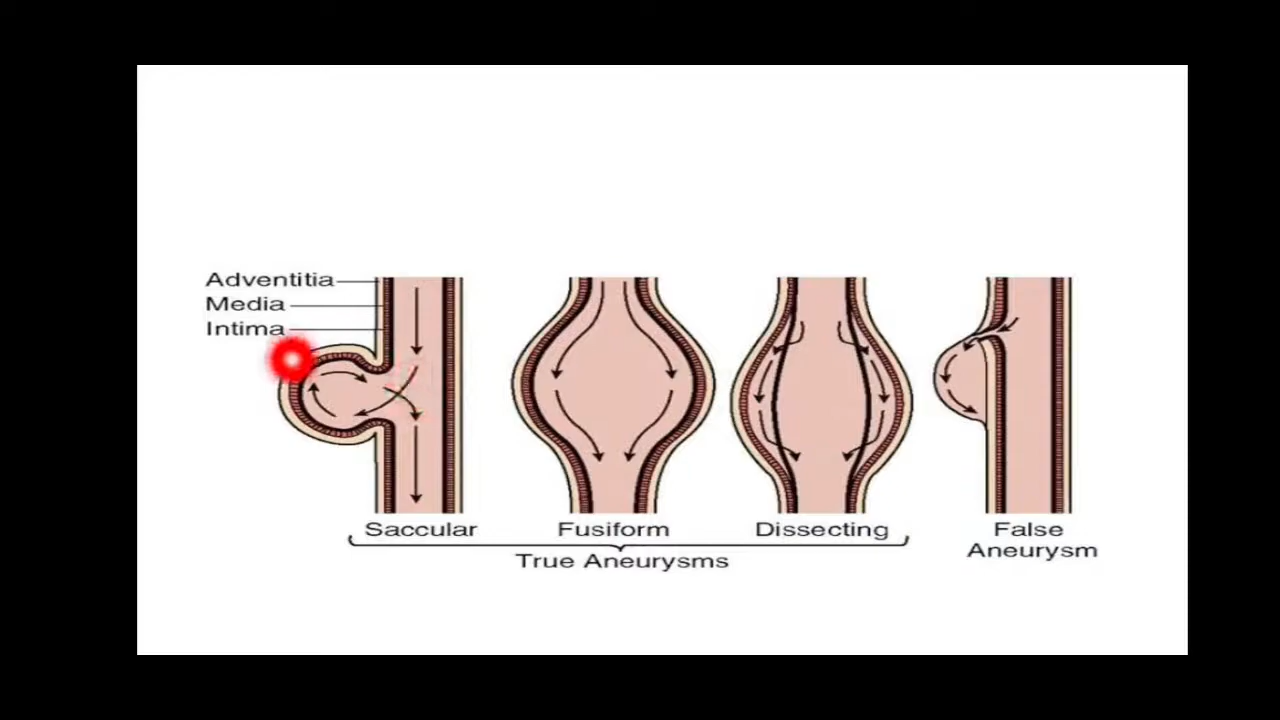 Adventitia
Media
Intima
Saccular
Fusiform
Dissecting
False
Aneurysm
True Aneurysms